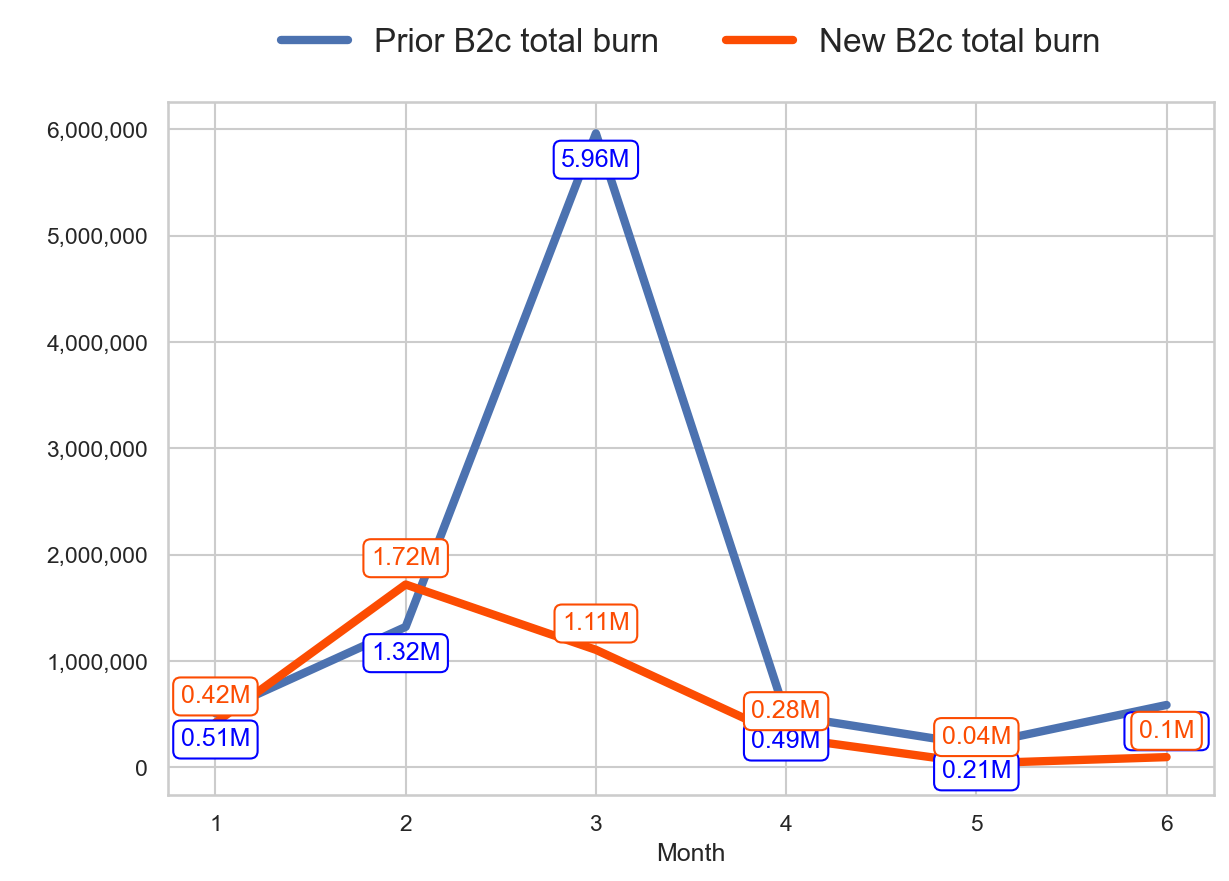 Prior B2c total burn New B2c total burn
6,000,000
5.96M
5,000,000
4,000,000
3,000,000
2,000,000
1.72M
1.11M
1.32M
1,000,000
0.42M
0.28M
0.04M
0.1M
0.51M
0.49M
0.21M
0
1 2 3 4 5 6
Month